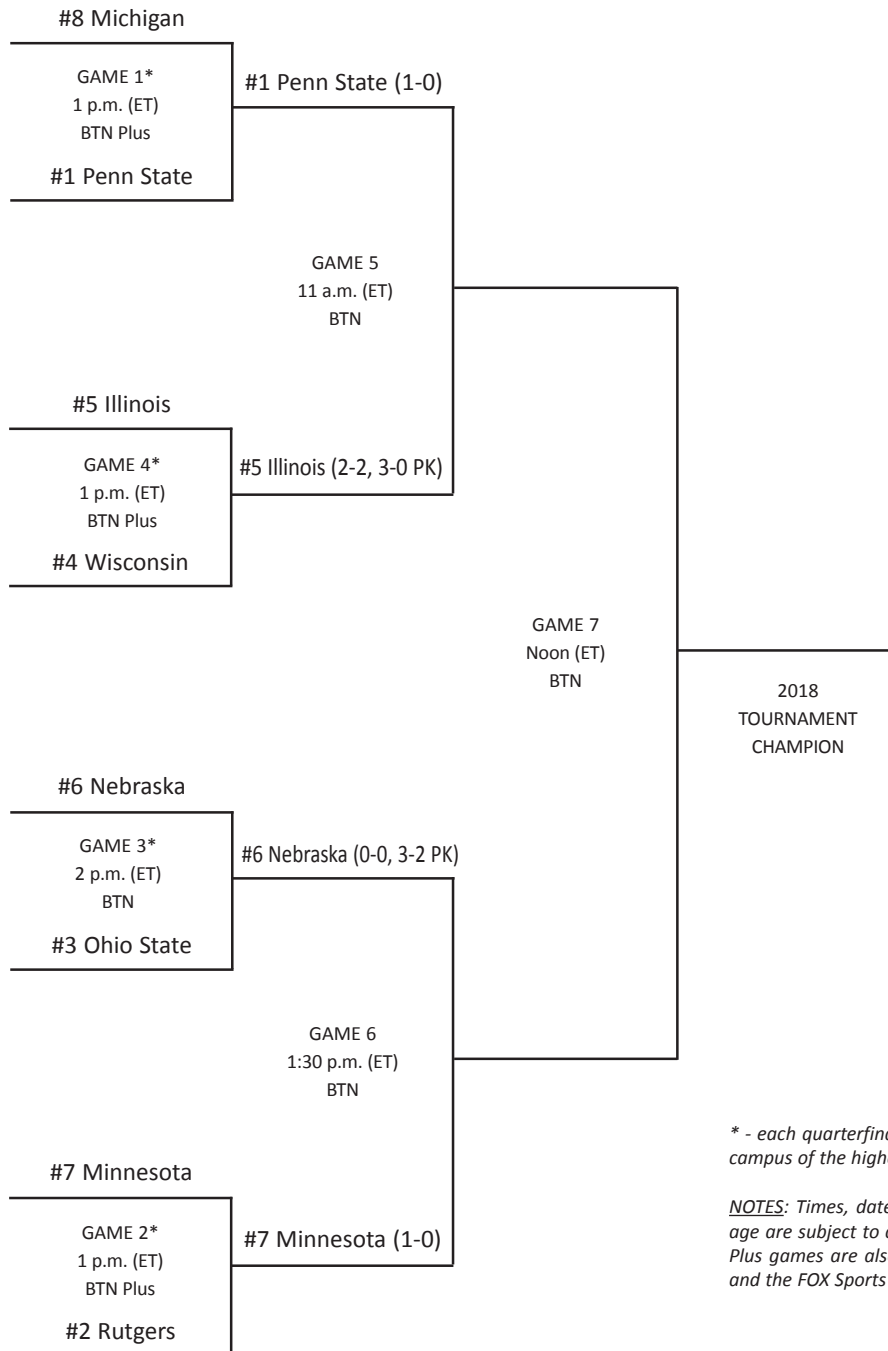 #8 Michigan
GAME 1*
1 p.m. (ET)
BTN Plus
#1 Penn State
#1 Penn State (1-0)
GAME 5
11 a.m. (ET)
BTN
#5 Illinois
GAME 4*
1 p.m. (ET)
BTN Plus
#4 Wisconsin
#5 Illinois (2-2, 3-0 PK)
GAME 7
Noon (ET)
BTN
2018
TOURNAMENT
CHAMPION
#6 Nebraska
GAME 3*
2 p.m. (ET)
BTN
#3 Ohio State
#6 Nebraska (0-0, 3-2 PK)
GAME 6
1:30 p.m. (ET)
BTN
#7 Minnesota
GAME 2*
1 p.m. (ET)
BTN Plus
#2 Rutgers
#7 Minnesota (1-0)
* - each
campus of the
NOTES: Times,
age are subject to
Plus games are
and the FOX Sports